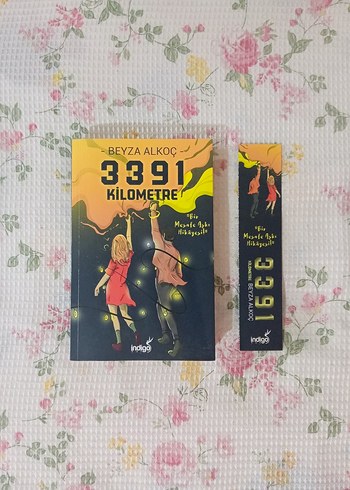 - BEYZA ALKOÇ -
3391
KİLOMETRE
"Bir
Mesafe Aşkı
Hikâyesi!"
indigo
"Bir
Mesafe Aşkı
Hikâyesi!"
3391
KİLOMETRE
BEYZA ALKOÇ
indigo